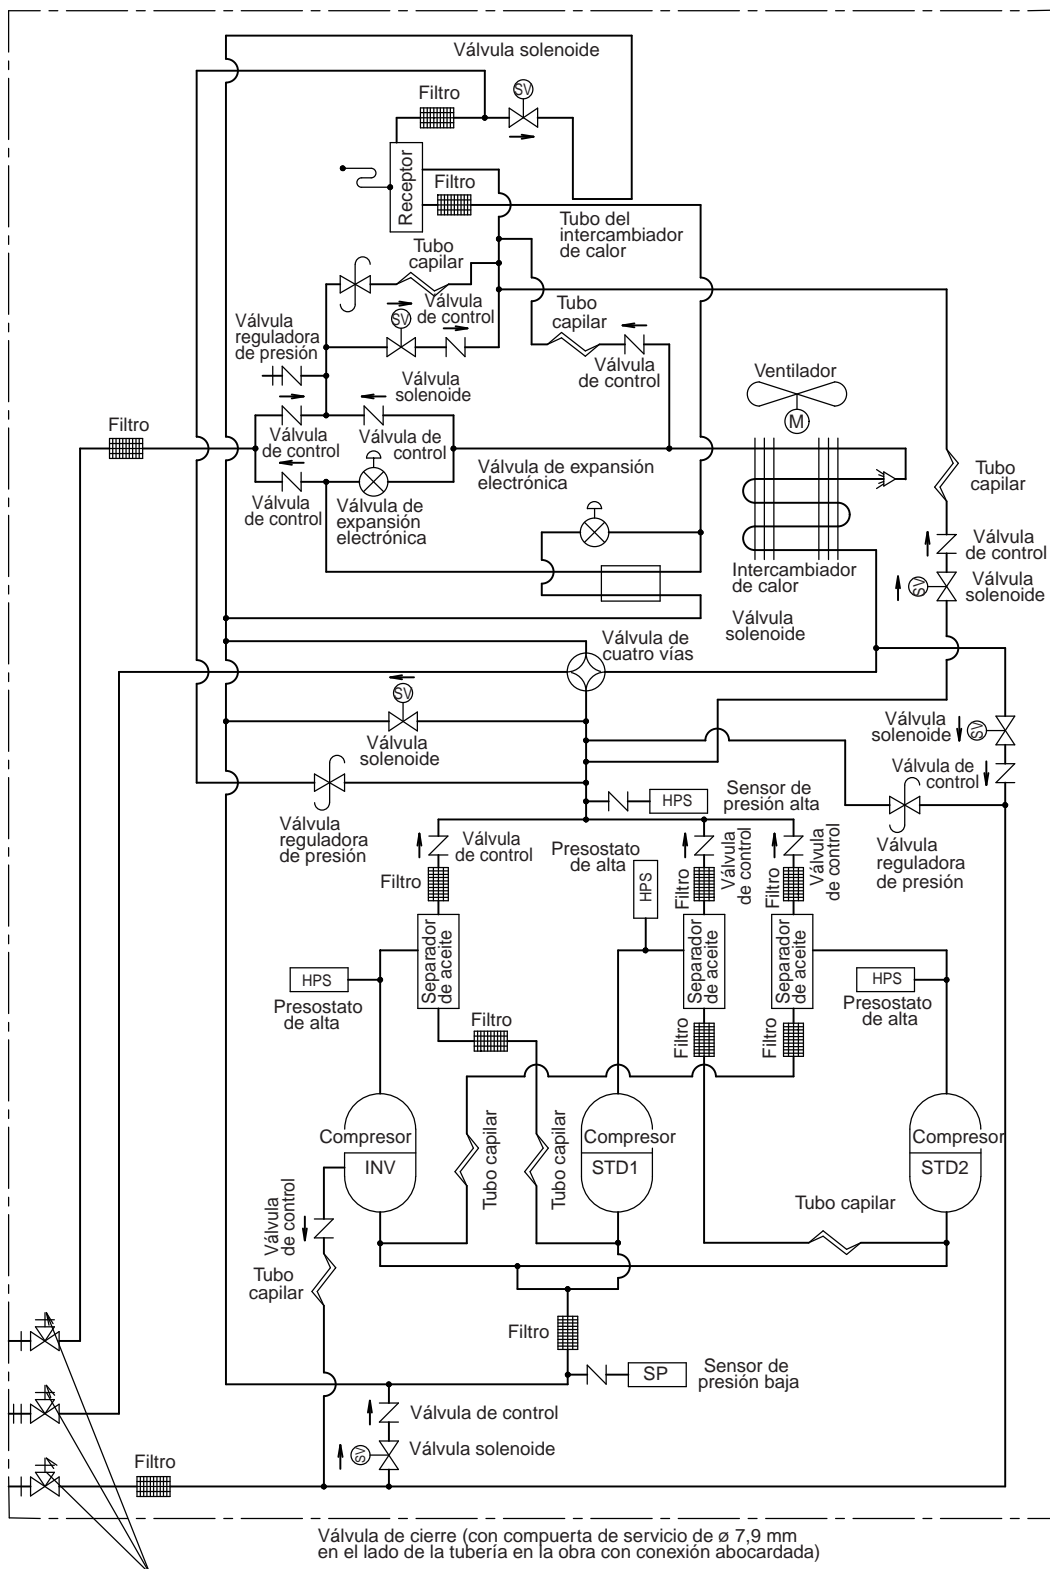 Válvula solenoide
SV
Filtro
Receptor
Filtro
Tubo del
intercambiador
de calor
Tubo
capilar
SV
Válvula
de control
Tubo
capilar
Válvula
reguladora
de presión
Válvula
de control
Válvula
solenoide
Ventilador
M
Filtro
Válvula
de control
Válvula de
control
Válvula de expansión
electrónica
Tubo
capilar
Válvula
de control
Válvula de
expansión
electrónica
Válvula
de control
Intercambiador
de calor
SV
Válvula
solenoide
Válvula
solenoide
Válvula de
cuatro vías
SV
Válvula
solenoide
Válvula
solenoide
SV
Válvula de
control
Sensor de
presión alta
HPS
Válvula
reguladora
de presión
Válvula
de control
Presostato
de alta
Válvula
de control
Válvula
de control
Válvula
reguladora
de presión
Filtro
HPS
Filtro
Filtro
Separador
de aceite
Separador
de aceite
Separador
de aceite
HPS
Presostato
de alta
HPS
Presostato
de alta
Filtro
Filtro
Filtro
Compresor
INV
Tubo capilar
Tubo capilar
Compresor
STD1
Compresor
STD2
Válvula
de control
Tubo capilar
Tubo
capilar
Filtro
SP
Sensor de
presión baja
Válvula de control
SV
Válvula solenoide
Filtro
Válvula de cierre (con compuerta de servicio de ø 7,9 mm
en el lado de la tubería en la obra con conexión abocardada)